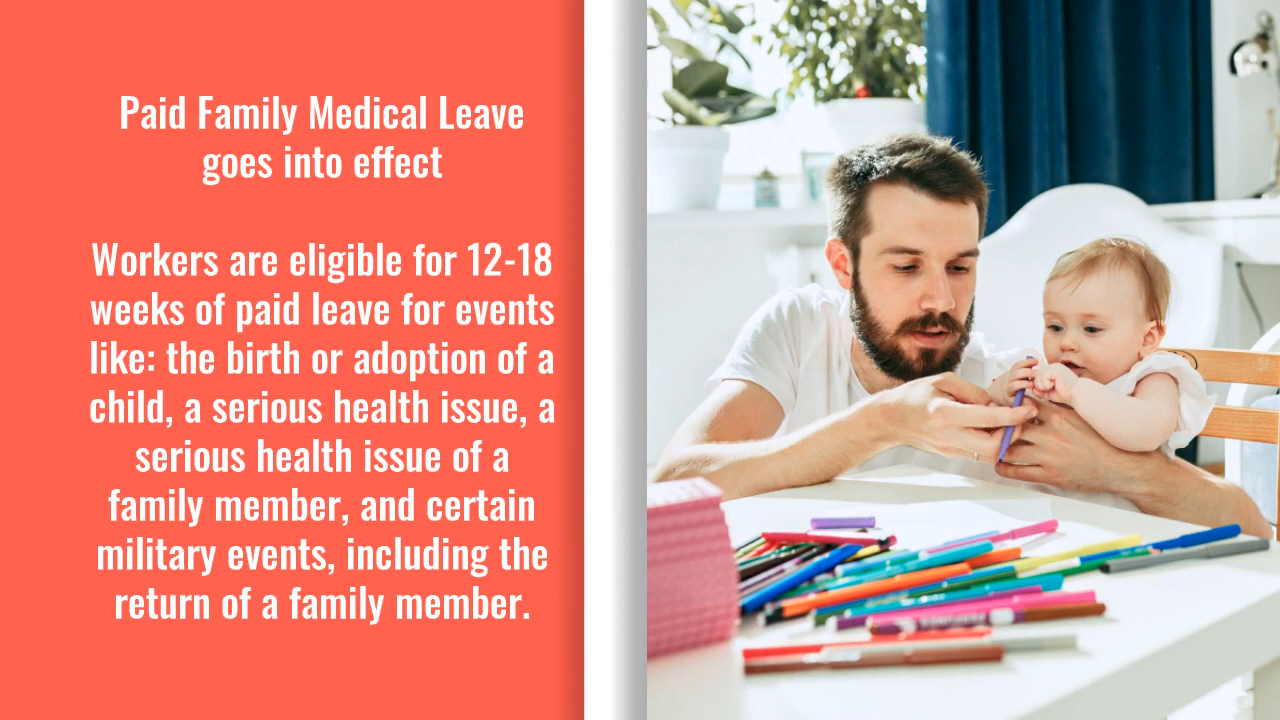 Paid Family Medical Leave
goes into effect
Workers are eligible for 12-18
weeks of paid leave for events
like: the birth or adoption of a
child, a serious health issue, a
serious health issue of a
family member, and certain
military events, including the
return of a family member.